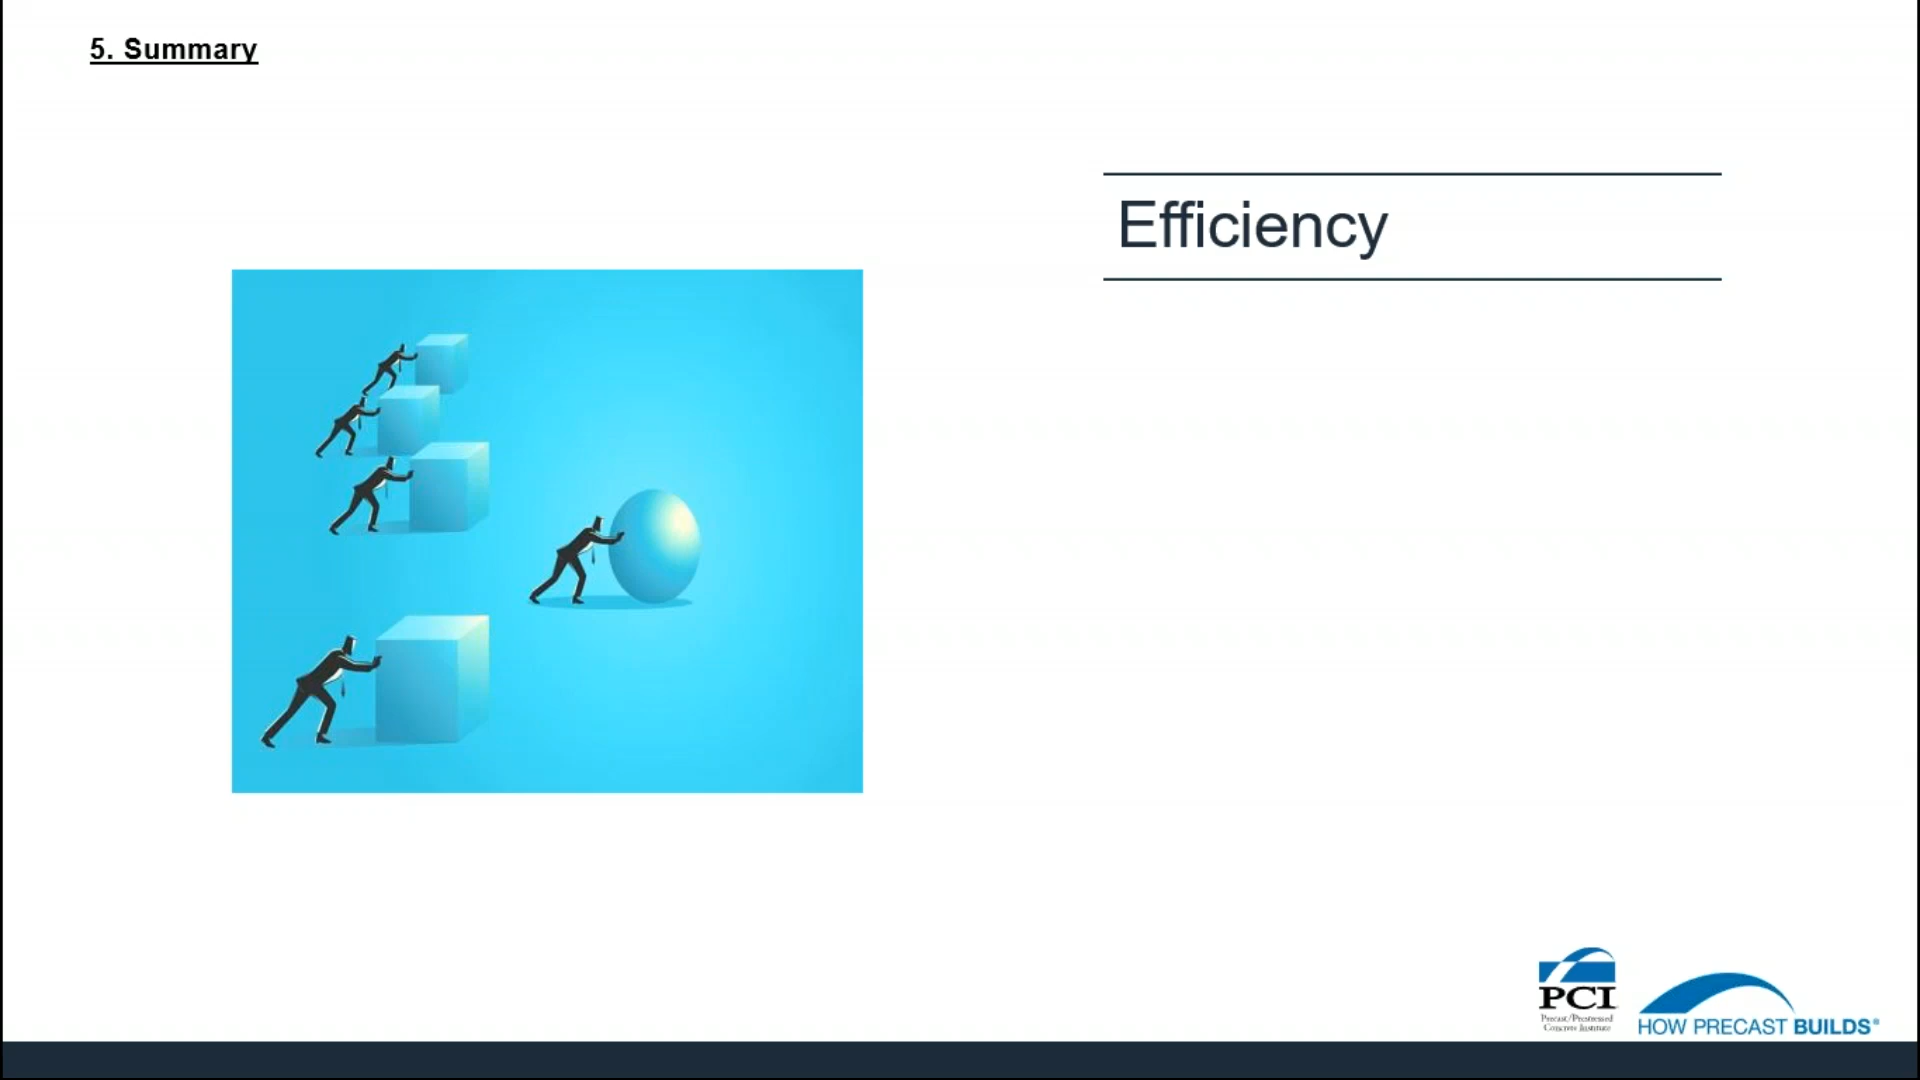 5. Summary
Efficiency
PCI
Precast/Prestressed
Concrete Institute
HOW PRECAST BUILDS®